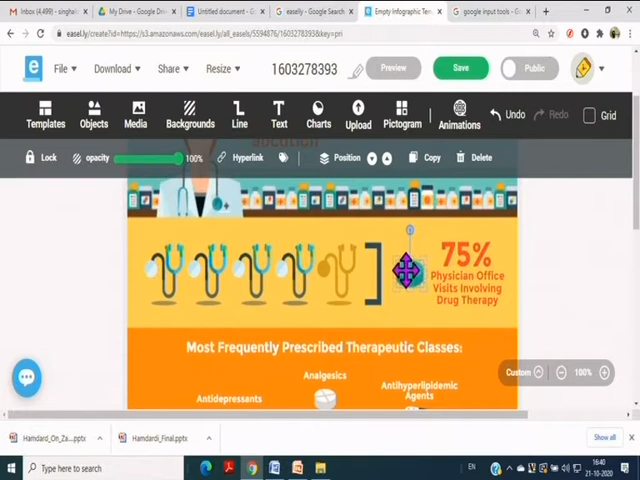 Inbox (4,499) - singhak
My Drive - Google Dri
Untitled document - G
easelly - Google Search
Empty Infographic Tem
google input tools - G
easel.ly/create?id=https://s3.amazonaws.com/easel.ly/all_easels/5594876/1603278393&key=pri
File
Download
Share
Resize
1603278393
Preview
Save
Public
Templates
Objects
Media
Backgrounds
Line
Text
Charts
Upload
Pictogram
Animations
Undo
Redo
Grid
Lock
opacity
100%
Hyperlink
Position
Copy
Delete
75%
Physician Office
Visits Involving
Drug Therapy
Most Frequently Prescribed Therapeutic Classes:
Analgesics
Antidepressants
Antihyperlipidemic
Agents
Custom
100%
Hamdard_On_Za....pptx
Hamdardi_Final.pptx
Show all
Type here to search
EN
16:40
21-10-2020